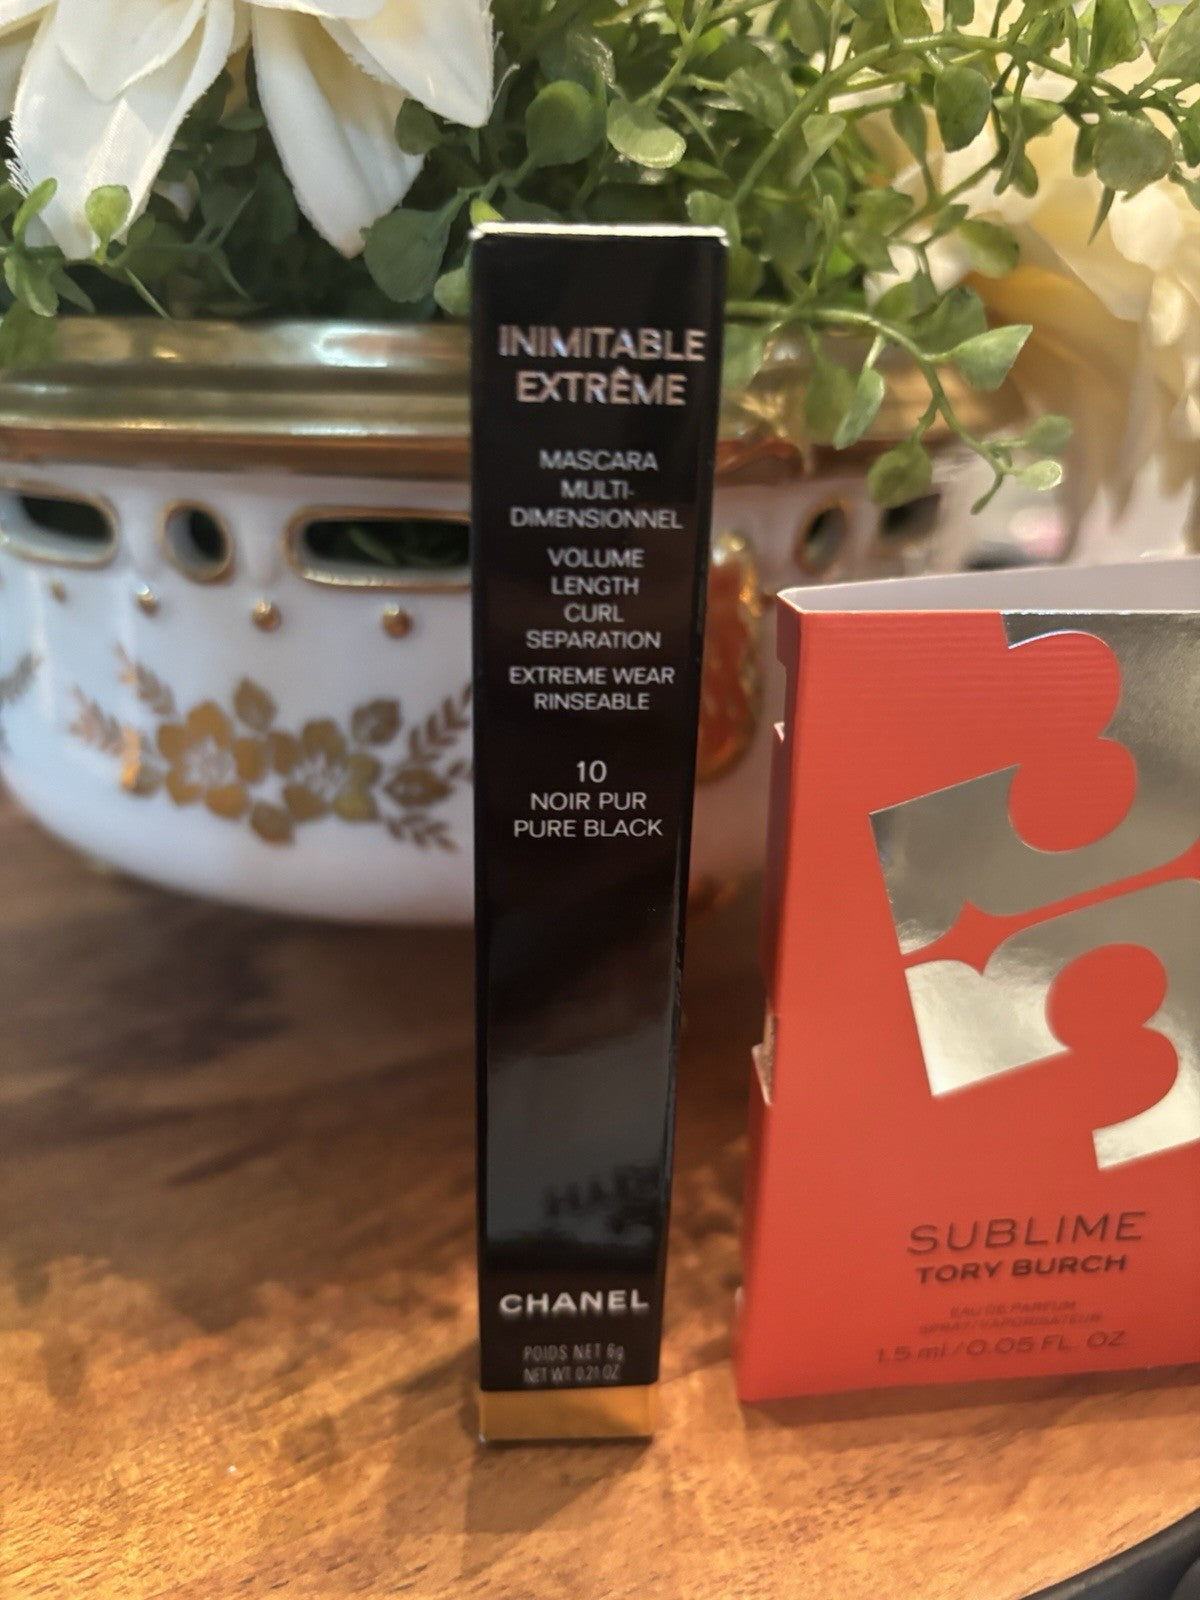 INIMITABLE
EXTRÊME
MASCARA
MULTI-
DIMENSIONNEL
VOLUME
LENGTH
CURL
SEPARATION
EXTREME WEAR
RINSEABLE
10
NOIR PUR
PURE BLACK
CHANEL
POIDS NET 6g
NET WT. 0.21 OZ
SUBLIME
TORY BURCH
EAU DE PARFUM
SPRAY/VAPORISATEUR
1.5 ml / 0.05 FL. OZ.